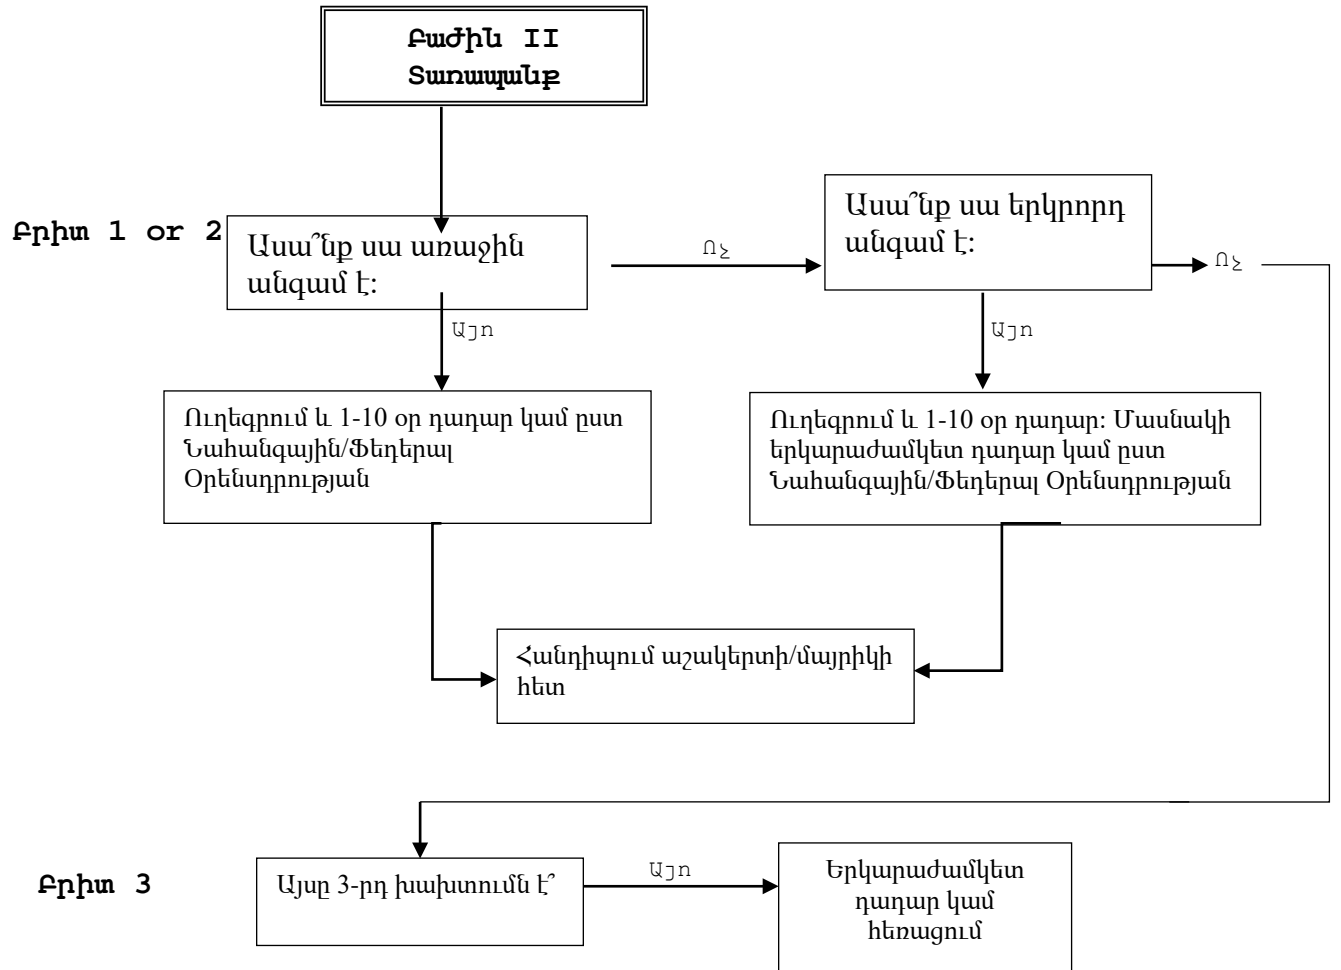 Բաժին II
Տառապանք
Բրիտ 1 or 2
Ասա՞նք սա առաջին
անգամ է:
Ոչ
Ասա՞նք սա երկրորդ
անգամ է:
Ոչ
Այո
Այո
Ուղեգրում և 1-10 օր դադար կամ ըստ
Նահանգային/Ֆեդերալ
Օրենսդրության
Ուղեգրում և 1-10 օր դադար: Մասնակի
երկարաժամկետ դադար կամ ըստ
Նահանգային/Ֆեդերալ Օրենսդրության
Հանդիպում աշակերտի/մայրիկի
հետ
Բրիտ 3
Այսը 3-րդ խախտումն է՞
Այո
Երկարաժամկետ
դադար կամ
հեռացում